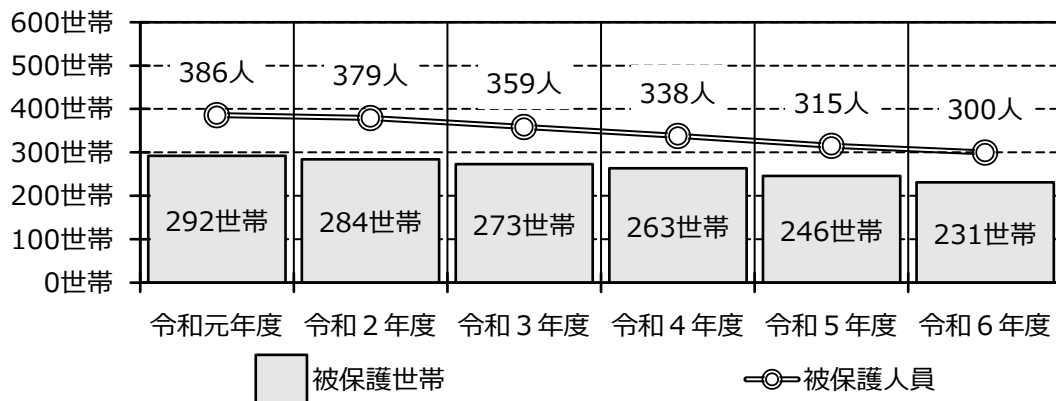 600世帯
500世帯
400世帯
300世帯
200世帯
100世帯
0世帯
386人 379人 359人 338人 315人 300人
292世帯 284世帯 273世帯 263世帯 246世帯 231世帯
令和元年度 令和２年度 令和３年度 令和４年度 令和５年度 令和６年度
被保護世帯 被保護人員